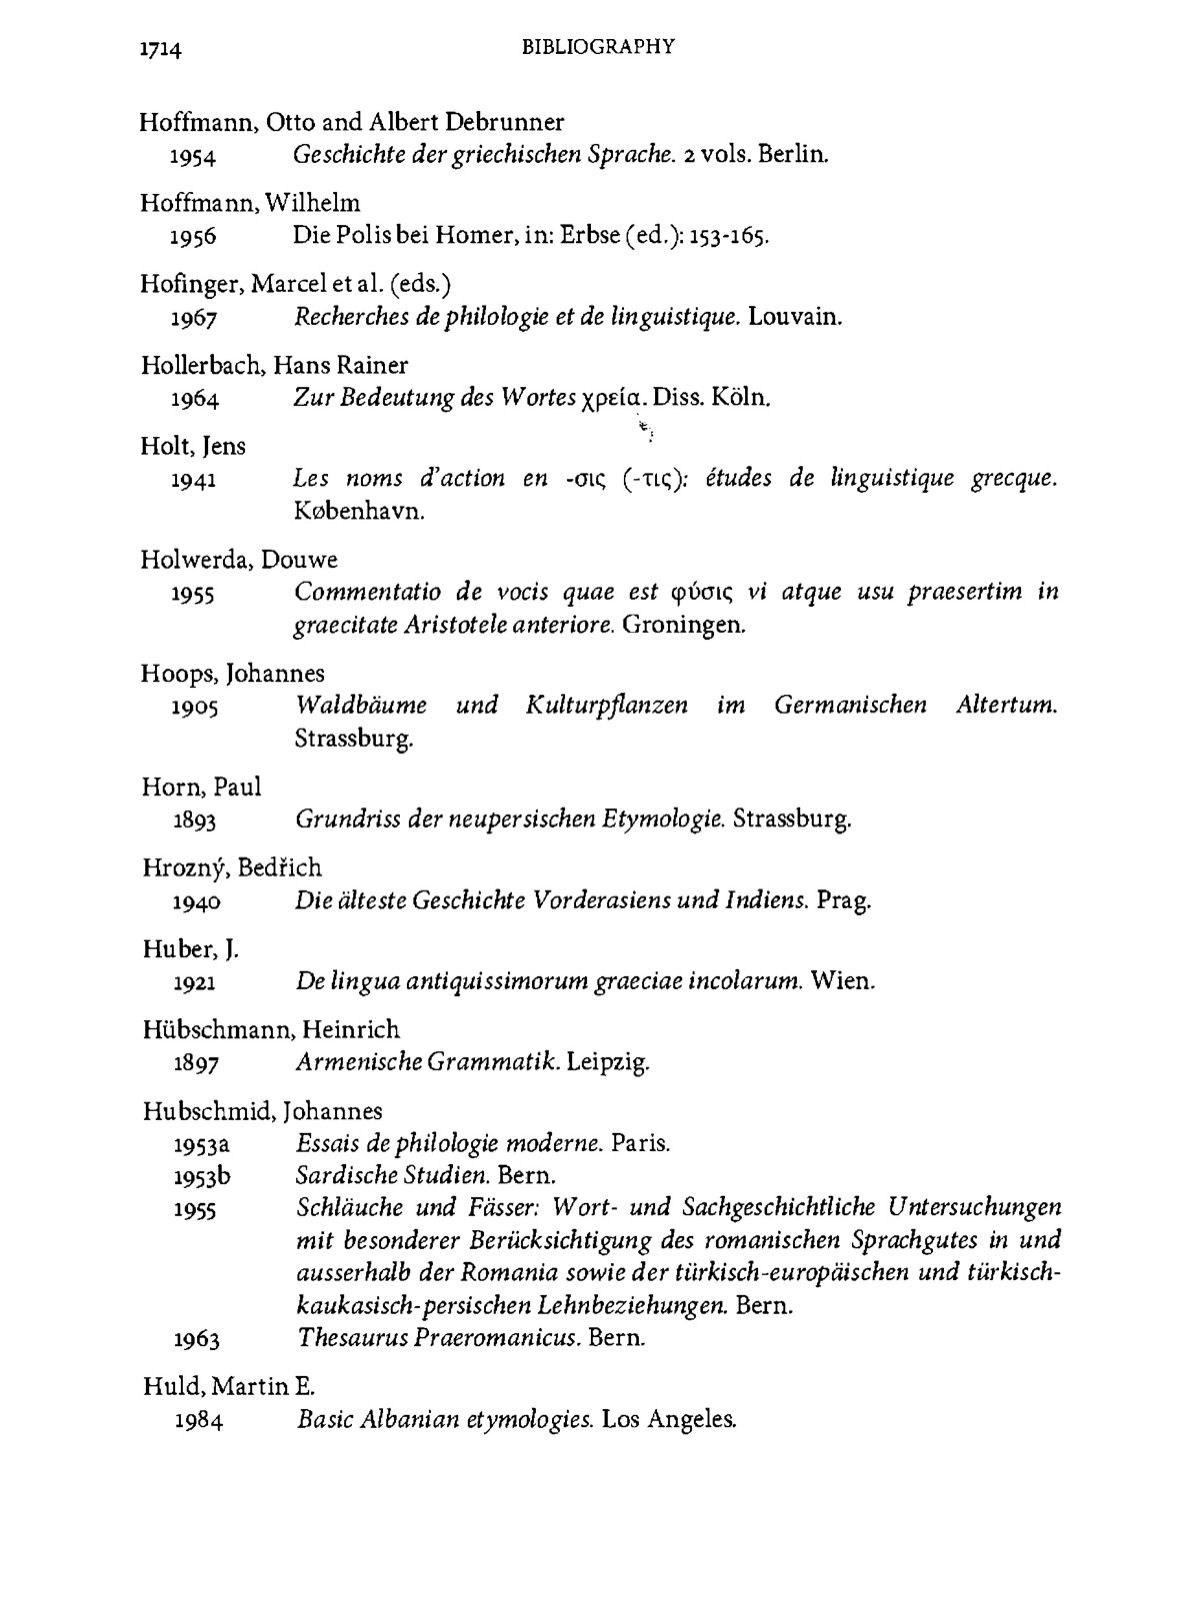 1714 BIBLIOGRAPHY
Hoffmann, Otto and Albert Debrunner
1954 Geschichte der griechischen Sprache. 2 vols. Berlin.
Hoffmann, Wilhelm
1956 Die Polis bei Homer, in: Erbse (ed.): 153-165.
Hofinger, Marcel et al. (eds.)
1967 Recherches de philologie et de linguistique. Louvain.
Hollerbach, Hans Rainer
1964 Zur Bedeutung des Wortes χρεία. Diss. Köln.
Holt, Jens
1941 Les noms d'action en -σις (-τις): études de linguistique grecque.
København.
Holwerda, Douwe
1955 Commentatio de vocis quae est φύσις vi atque usu praesertim in
graecitate Aristotele anteriore. Groningen.
Hoops, Johannes
1905 Waldbäume und Kulturpflanzen im Germanischen Altertum.
Strassburg.
Horn, Paul
1893 Grundriss der neupersischen Etymologie. Strassburg.
Hrozný, Bedřich
1940 Die älteste Geschichte Vorderasiens und Indiens. Prag.
Huber, J.
1921 De lingua antiquissimorum graeciae incolarum. Wien.
Hübschmann, Heinrich
1897 Armenische Grammatik. Leipzig.
Hubschmid, Johannes
1953a Essais de philologie moderne. Paris.
1953b Sardische Studien. Bern.
1955 Schläuche und Fässer: Wort- und Sachgeschichtliche Untersuchungen
mit besonderer Berücksichtigung des romanischen Sprachgutes in und
ausserhalb der Romania sowie der türkisch-europäischen und türkisch-
kaukasisch-persischen Lehnbeziehungen. Bern.
1963 Thesaurus Praeromanicus. Bern.
Huld, Martin E.
1984 Basic Albanian etymologies. Los Angeles.